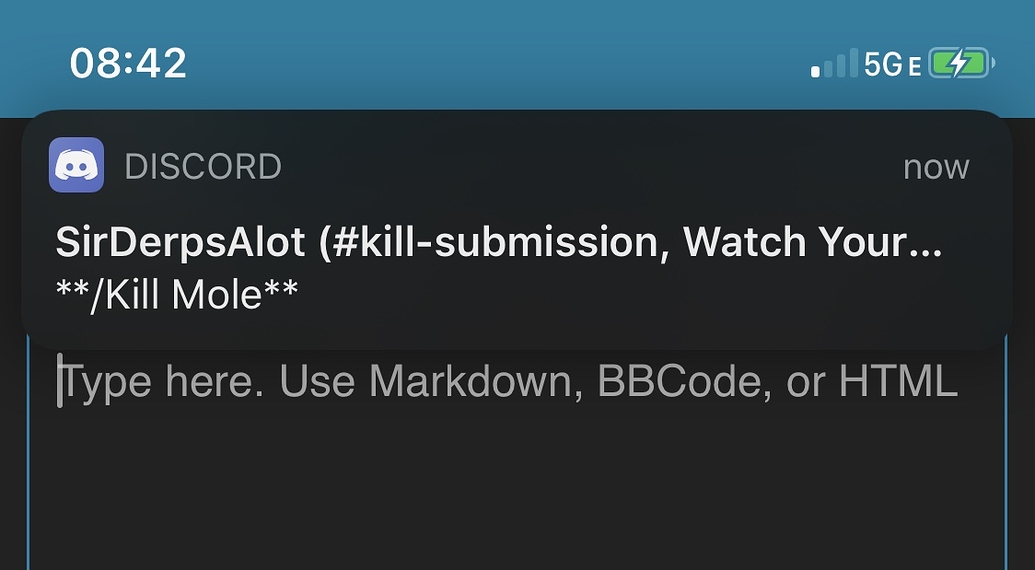 08:42 5G E
DISCORD now
SirDerpsAlot (#kill-submission, Watch Your...
**/Kill Mole**
Type here. Use Markdown, BBCode, or HTML